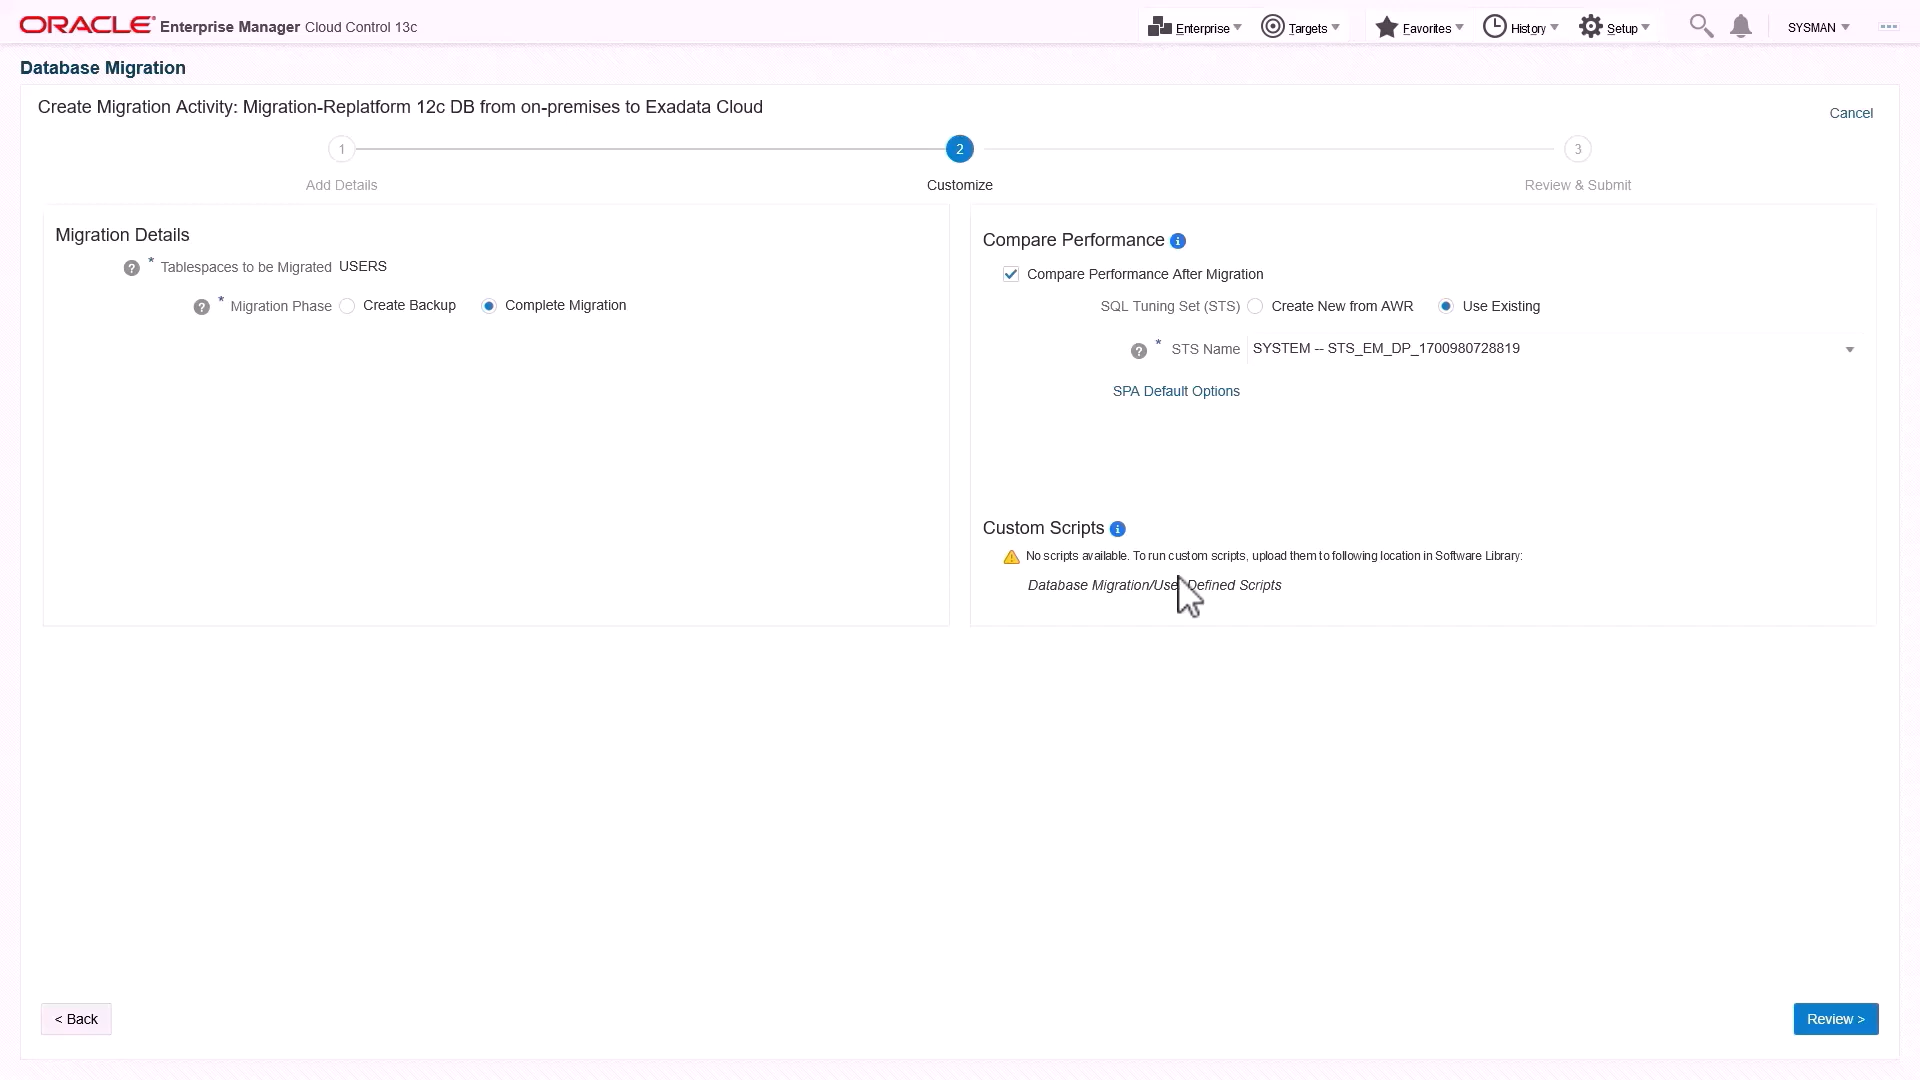 ORACLE Enterprise Manager Cloud Control 13c
Enterprise
Targets
Favorites
History
Setup
SYSMAN
Database Migration
Create Migration Activity: Migration-Replatform 12c DB from on-premises to Exadata Cloud
Cancel
1
2
3
Add Details
Customize
Review & Submit
Migration Details
? * Tablespaces to be Migrated USERS
? * Migration Phase Create Backup Complete Migration
Compare Performance i
Compare Performance After Migration
SQL Tuning Set (STS) Create New from AWR Use Existing
? * STS Name SYSTEM -- STS_EM_DP_1700980728819
SPA Default Options
Custom Scripts i
No scripts available. To run custom scripts, upload them to following location in Software Library:
Database Migration/User Defined Scripts
< Back
Review >